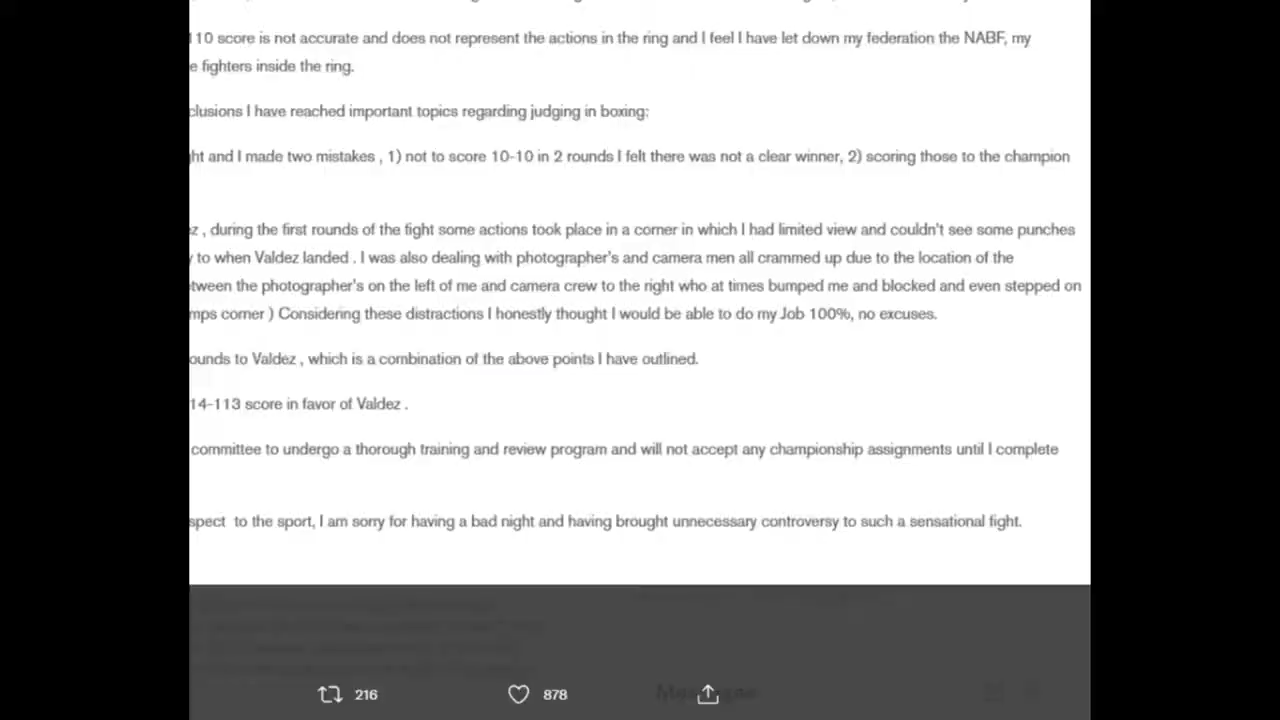 110 score is not accurate and does not represent the actions in the ring and I feel I have let down my federation the NABF, my
e fighters inside the ring.
clusions I have reached important topics regarding judging in boxing:
ht and I made two mistakes , 1) not to score 10-10 in 2 rounds I felt there was not a clear winner, 2) scoring those to the champion
ez , during the first rounds of the fight some actions took place in a corner in which I had limited view and couldn't see some punches
y to when Valdez landed . I was also dealing with photographer's and camera men all crammed up due to the location of the
tween the photographer's on the left of me and camera crew to the right who at times bumped me and blocked and even stepped on
mps corner ) Considering these distractions I honestly thought I would be able to do my Job 100%, no excuses.
ounds to Valdez , which is a combination of the above points I have outlined.
14-113 score in favor of Valdez .
committee to undergo a thorough training and review program and will not accept any championship assignments until I complete
spect to the sport, I am sorry for having a bad night and having brought unnecessary controversy to such a sensational fight.
216 878